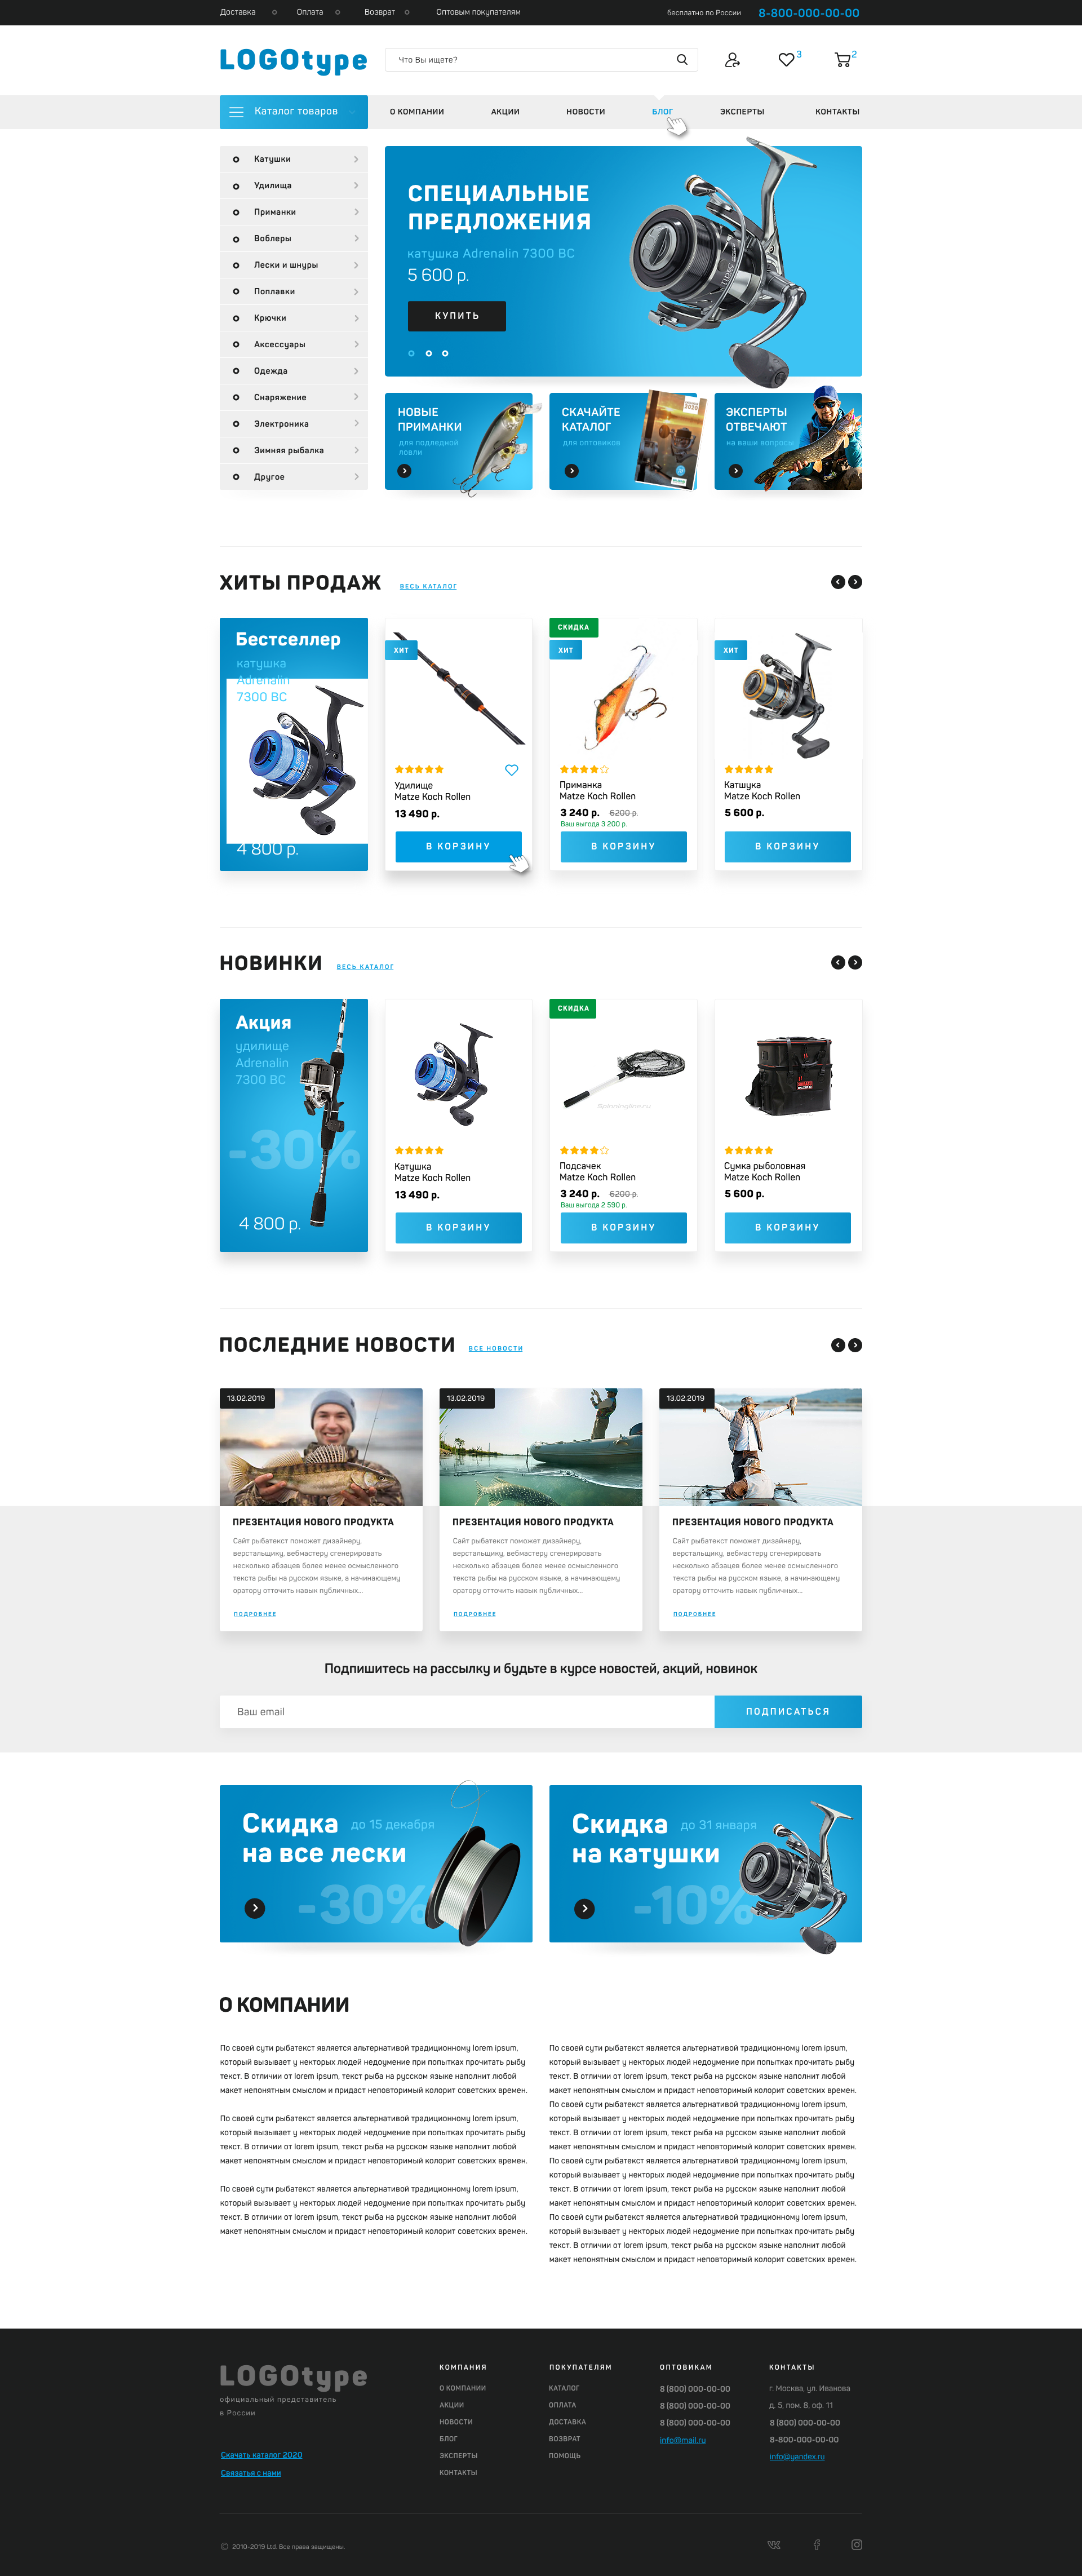 Доставка
Оплата
Возврат
Оптовым покупателям
бесплатно по России
8-800-000-00-00
LOGOtype
Что Вы ищете?
3
2
Каталог товаров
О КОМПАНИИ
АКЦИИ
НОВОСТИ
БЛОГ
ЭКСПЕРТЫ
КОНТАКТЫ
Катушки
Удилища
Приманки
Воблеры
Лески и шнуры
Поплавки
Крючки
Аксессуары
Одежда
Снаряжение
Электроника
Зимняя рыбалка
Другое
СПЕЦИАЛЬНЫЕ
ПРЕДЛОЖЕНИЯ
катушка Adrenalin 7300 BC
5 600 р.
КУПИТЬ
НОВЫЕ
ПРИМАНКИ
для подледной
ловли
СКАЧАЙТЕ
КАТАЛОГ
для оптовиков
ЭКСПЕРТЫ
ОТВЕЧАЮТ
на ваши вопросы
ХИТЫ ПРОДАЖ
ВЕСЬ КАТАЛОГ
Бестселлер
катушка
Adrenalin
7300 BC
4 800 р.
ХИТ
Удилище
Matze Koch Rollen
13 490 р.
В КОРЗИНУ
СКИДКА
ХИТ
Приманка
Matze Koch Rollen
3 240 р. 6200 р.
Ваш выгода 3 200 р.
В КОРЗИНУ
ХИТ
Катшука
Matze Koch Rollen
5 600 р.
В КОРЗИНУ
НОВИНКИ
ВЕСЬ КАТАЛОГ
Акция
удилище
Adrenalin
7300 BC
-30%
4 800 р.
Катушка
Matze Koch Rollen
13 490 р.
В КОРЗИНУ
СКИДКА
Подсачек
Matze Koch Rollen
3 240 р. 6200 р.
Ваш выгода 2 590 р.
В КОРЗИНУ
Сумка рыболовная
Matze Koch Rollen
5 600 р.
В КОРЗИНУ
ПОСЛЕДНИЕ НОВОСТИ
ВСЕ НОВОСТИ
13.02.2019
ПРЕЗЕНТАЦИЯ НОВОГО ПРОДУКТА
Сайт рыбатекст поможет дизайнеру,
верстальщику, вебмастеру сгенерировать
несколько абзацев более менее осмысленного
текста рыбы на русском языке, а начинающему
оратору отточить навык публичных...
ПОДРОБНЕЕ
13.02.2019
ПРЕЗЕНТАЦИЯ НОВОГО ПРОДУКТА
Сайт рыбатекст поможет дизайнеру,
верстальщику, вебмастеру сгенерировать
несколько абзацев более менее осмысленного
текста рыбы на русском языке, а начинающему
оратору отточить навык публичных...
ПОДРОБНЕЕ
13.02.2019
ПРЕЗЕНТАЦИЯ НОВОГО ПРОДУКТА
Сайт рыбатекст поможет дизайнеру,
верстальщику, вебмастеру сгенерировать
несколько абзацев более менее осмысленного
текста рыбы на русском языке, а начинающему
оратору отточить навык публичных...
ПОДРОБНЕЕ
Подпишитесь на рассылку и будьте в курсе новостей, акций, новинок
Ваш email
ПОДПИСАТЬСЯ
Скидка до 15 декабря
на все лески
-30%
Скидка до 31 января
на катушки
-10%
О КОМПАНИИ
По своей сути рыбатекст является альтернативой традиционному lorem ipsum,
который вызывает у некторых людей недоумение при попытках прочитать рыбу
текст. В отличии от lorem ipsum, текст рыба на русском языке наполнит любой
макет непонятным смыслом и придаст неповторимый колорит советских времен.
По своей сути рыбатекст является альтернативой традиционному lorem ipsum,
который вызывает у некторых людей недоумение при попытках прочитать рыбу
текст. В отличии от lorem ipsum, текст рыба на русском языке наполнит любой
макет непонятным смыслом и придаст неповторимый колорит советских времен.
По своей сути рыбатекст является альтернативой традиционному lorem ipsum,
который вызывает у некторых людей недоумение при попытках прочитать рыбу
текст. В отличии от lorem ipsum, текст рыба на русском языке наполнит любой
макет непонятным смыслом и придаст неповторимый колорит советских времен.
По своей сути рыбатекст является альтернативой традиционному lorem ipsum,
который вызывает у некторых людей недоумение при попытках прочитать рыбу
текст. В отличии от lorem ipsum, текст рыба на русском языке наполнит любой
макет непонятным смыслом и придаст неповторимый колорит советских времен.
По своей сути рыбатекст является альтернативой традиционному lorem ipsum,
который вызывает у некторых людей недоумение при попытках прочитать рыбу
текст. В отличии от lorem ipsum, текст рыба на русском языке наполнит любой
макет непонятным смыслом и придаст неповторимый колорит советских времен.
По своей сути рыбатекст является альтернативой традиционному lorem ipsum,
который вызывает у некторых людей недоумение при попытках прочитать рыбу
текст. В отличии от lorem ipsum, текст рыба на русском языке наполнит любой
макет непонятным смыслом и придаст неповторимый колорит советских времен.
По своей сути рыбатекст является альтернативой традиционному lorem ipsum,
который вызывает у некторых людей недоумение при попытках прочитать рыбу
текст. В отличии от lorem ipsum, текст рыба на русском языке наполнит любой
макет непонятным смыслом и придаст неповторимый колорит советских времен.
LOGOtype
официальный представитель
в России
Скачать каталог 2020
Связатья с нами
КОМПАНИЯ
О КОМПАНИИ
АКЦИИ
НОВОСТИ
БЛОГ
ЭКСПЕРТЫ
КОНТАКТЫ
ПОКУПАТЕЛЯМ
КАТАЛОГ
ОПЛАТА
ДОСТАВКА
ВОЗВРАТ
ПОМОЩЬ
ОПТОВИКАМ
8 (800) 000-00-00
8 (800) 000-00-00
8 (800) 000-00-00
info@mail.ru
КОНТАКТЫ
г. Москва, ул. Иванова
д. 5, пом. 8, оф. 11
8 (800) 000-00-00
8-800-000-00-00
info@yandex.ru
© 2010-2019 Ltd. Все права защищены.